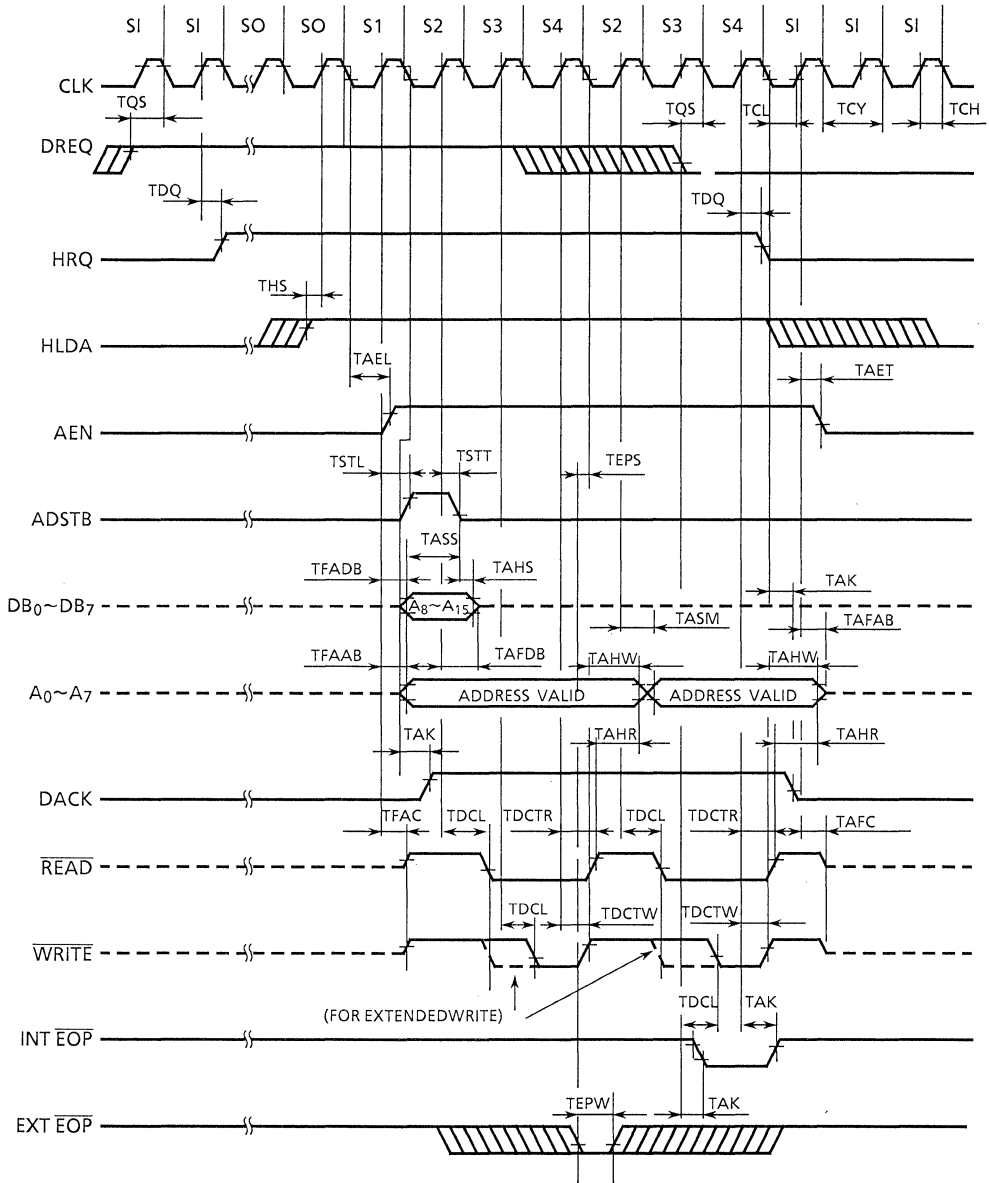 SI SI SO SO S1 S2 S3 S4 S2 S3 S4 SI SI SI
CLK
TQS TQS TCL TCY TCH
DREQ
TDQ TDQ
HRQ
THS
HLDA
TAEL TAET
AEN
TSTL TSTT TEPS
ADSTB
TASS
TFADB TAHS TAK
DB0~DB7 A8~A15
TASM TAFAB
TFAAB TAFDB TAHW TAHW
A0~A7 ADDRESS VALID ADDRESS VALID
TAK TAHR TAHR
DACK
TFAC TDCL TDCTR TDCL TDCTR TAFC
READ
TDCL TDCTW TDCTW
WRITE
(FOR EXTENDEDWRITE) TDCL TAK
INT EOP
TEPW TAK
EXT EOP